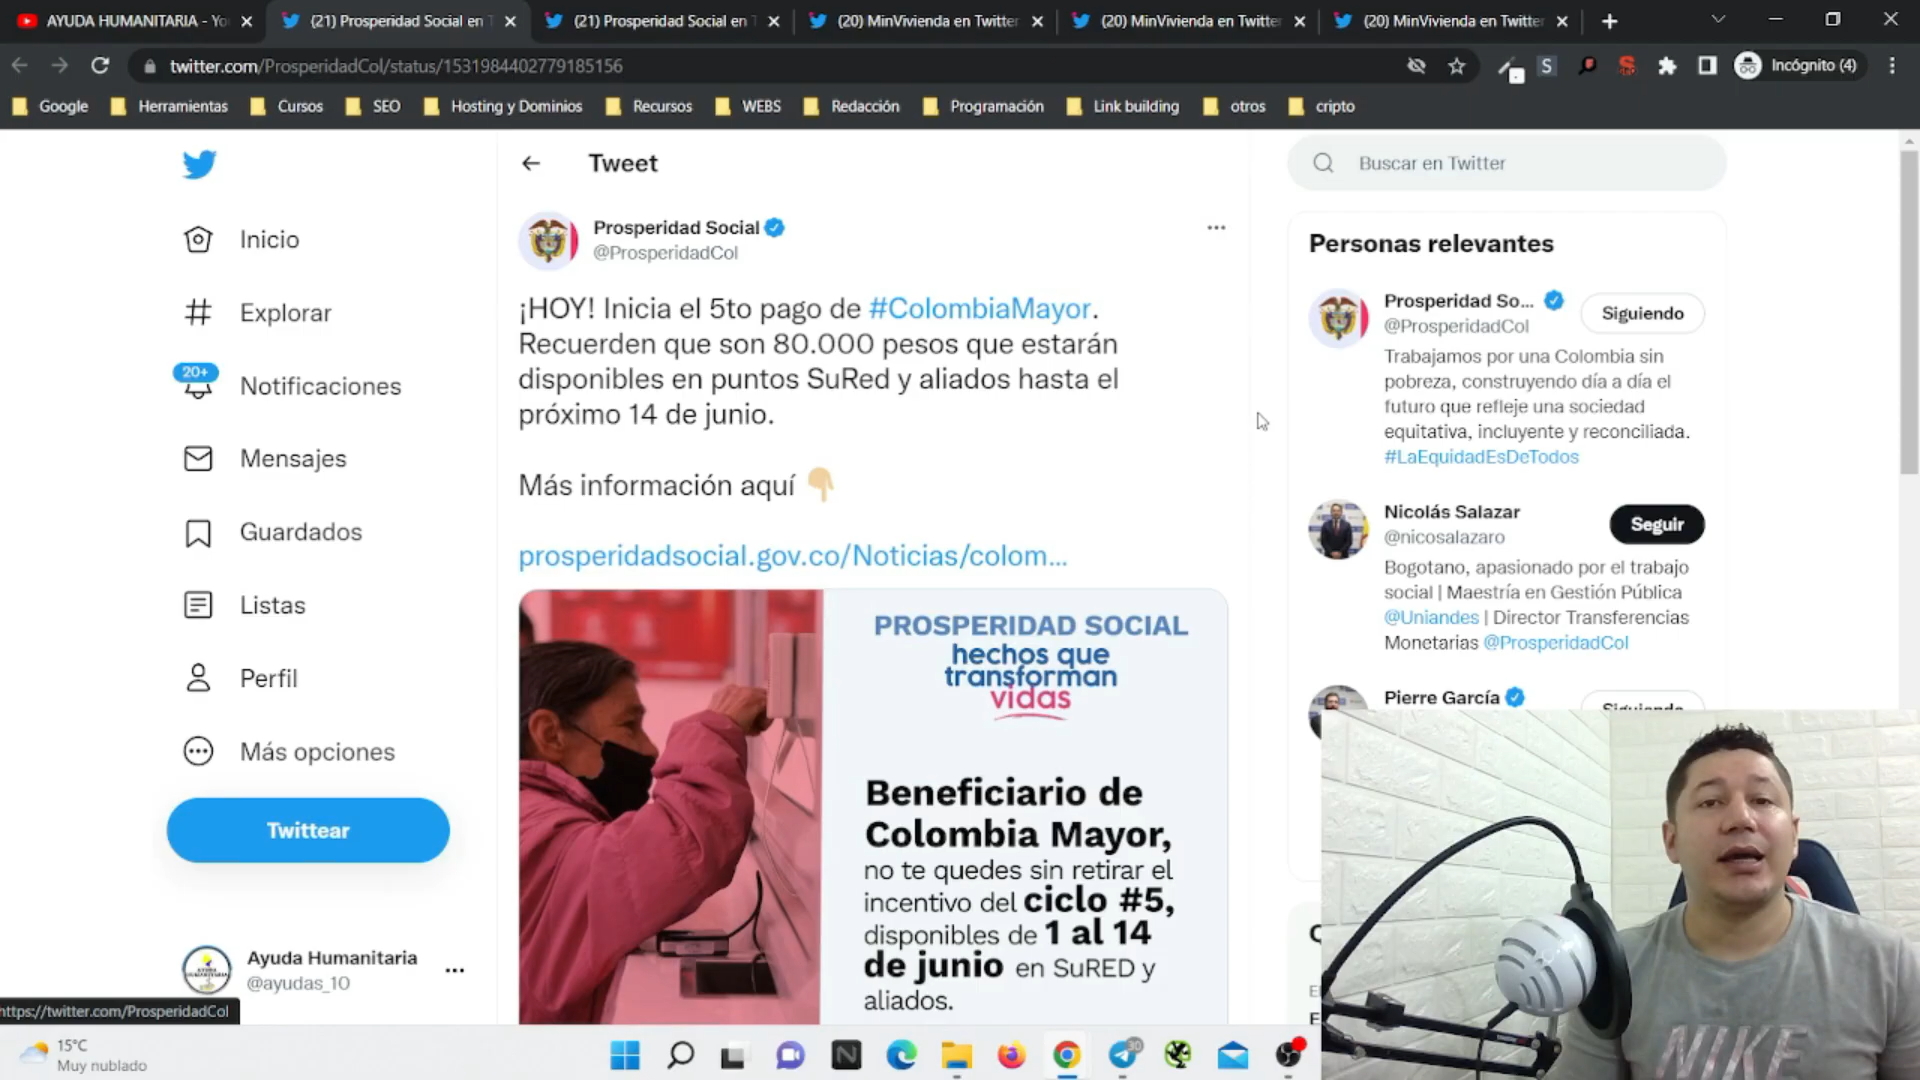 AYUDA HUMANITARIA - Yo
(21) Prosperidad Social en T
(21) Prosperidad Social en T
(20) MinVivienda en Twitter
(20) MinVivienda en Twitte
(20) MinVivienda en Twitter
twitter.com/ProsperidadCol/status/1531984402779185156
Incógnito (4)
Google
Herramientas
Cursos
SEO
Hosting y Dominios
Recursos
WEBS
Redacción
Programación
Link building
otros
cripto
Inicio
Explorar
20+
Notificaciones
Mensajes
Guardados
Listas
Perfil
Más opciones
Twittear
Ayuda Humanitaria
@ayudas_10
https://twitter.com/ProsperidadCol
Tweet
Prosperidad Social
@ProsperidadCol
¡HOY! Inicia el 5to pago de #ColombiaMayor.
Recuerden que son 80.000 pesos que estarán
disponibles en puntos SuRed y aliados hasta el
próximo 14 de junio.
Más información aquí
prosperidadsocial.gov.co/Noticias/colom...
PROSPERIDAD SOCIAL
hechos que
transforman
vidas
Beneficiario de
Colombia Mayor,
no te quedes sin retirar el
incentivo del ciclo #5,
disponibles de 1 al 14
de junio en SuRED y
aliados.
Buscar en Twitter
Personas relevantes
Prosperidad So...
@ProsperidadCol
Siguiendo
Trabajamos por una Colombia sin
pobreza, construyendo día a día el
futuro que refleje una sociedad
equitativa, incluyente y reconciliada.
#LaEquidadEsDeTodos
Nicolás Salazar
@nicosalazaro
Seguir
Bogotano, apasionado por el trabajo
social | Maestría en Gestión Pública
@Uniandes | Director Transferencias
Monetarias @ProsperidadCol
Pierre García
Siguiendo
NIKE
15°C
Muy nublado
30